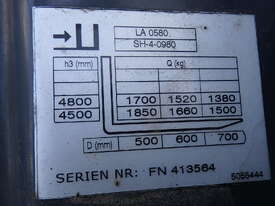 LA 0580
SH-4-0980
h3 (mm) Q (kg)
4800 1700 1520 1380
4500 1850 1660 1500
D (mm) 500 600 700
SERIEN NR: FN 413564
5056444